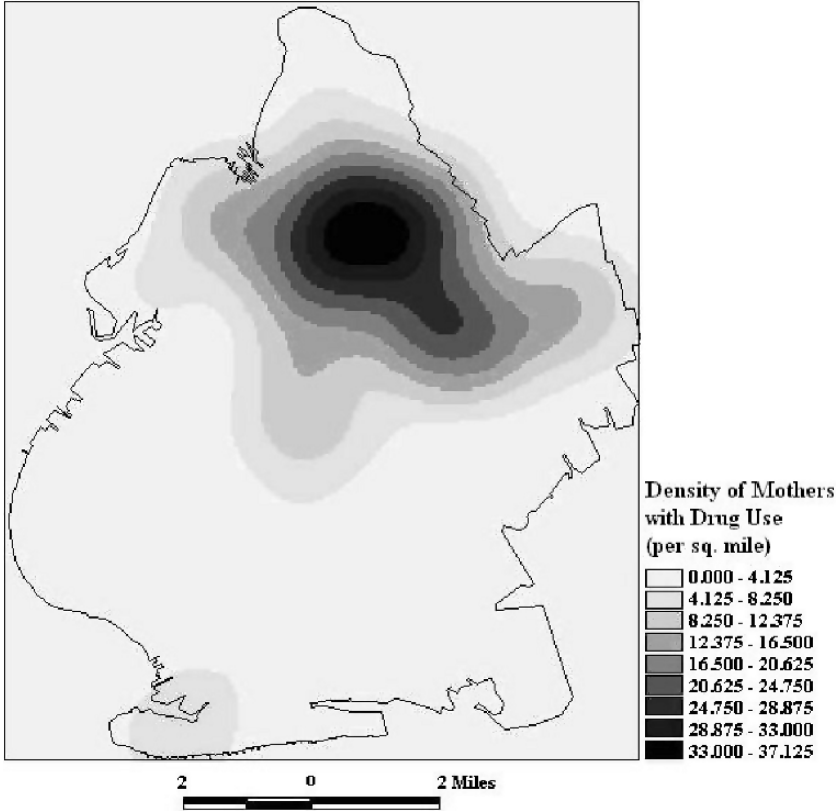 Density of Mothers
with Drug Use
(per sq. mile)
0.000 - 4.125
4.125 - 8.250
8.250 - 12.375
12.375 - 16.500
16.500 - 20.625
20.625 - 24.750
24.750 - 28.875
28.875 - 33.000
33.000 - 37.125
2 0 2 Miles